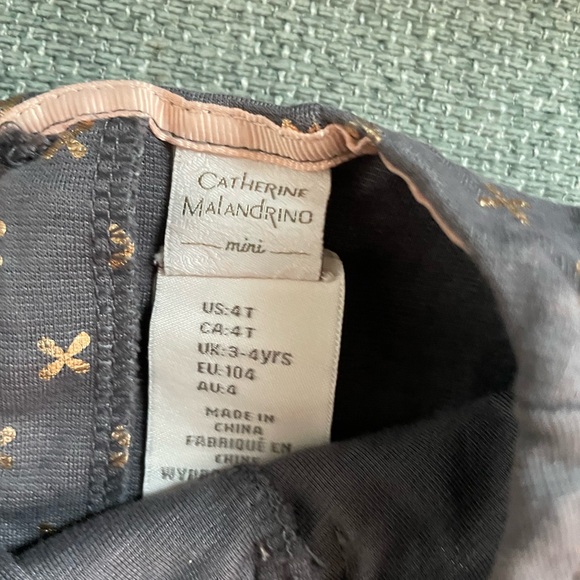 CATHERINE
MALANDRINO
mini
US:4T
CA:4T
UK:3-4yrs
EU:104
AU:4
MADE IN
CHINA
FABRIQUÉ EN
CHINE